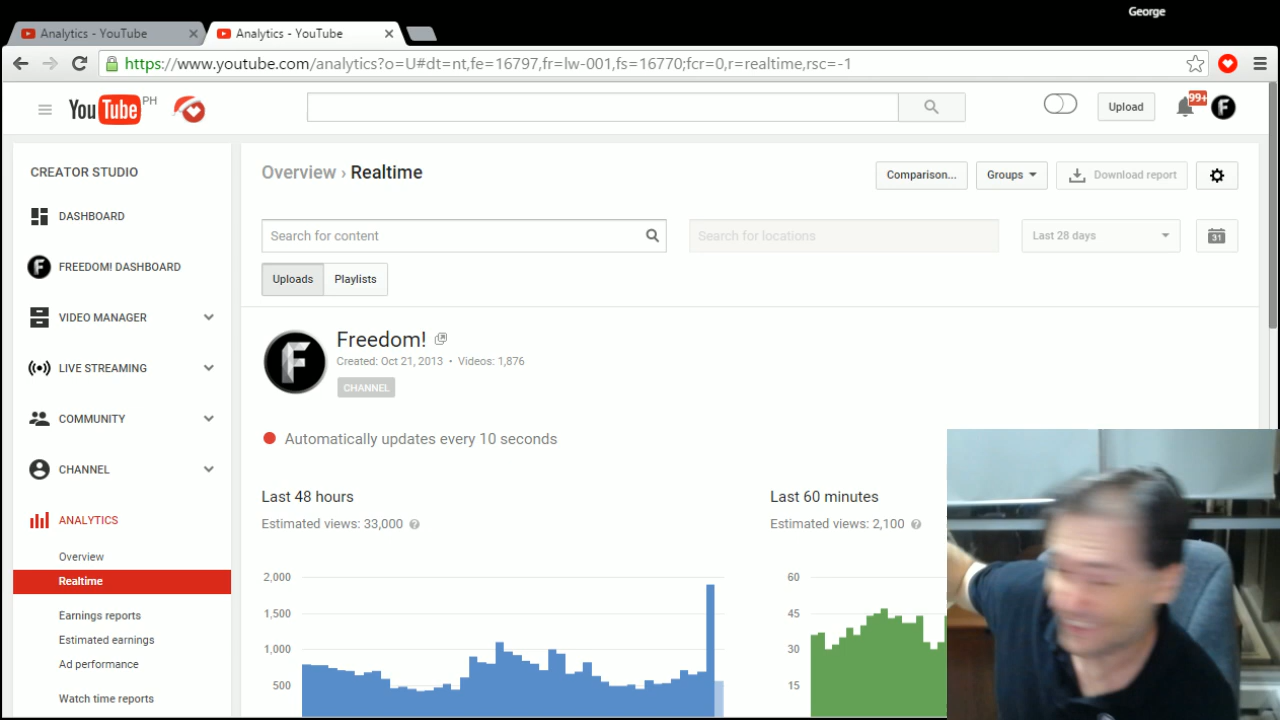 George
Analytics - YouTube
Analytics - YouTube
https://www.youtube.com/analytics?o=U#dt=nt,fe=16797,fr=lw-001,fs=16770;fcr=0,r=realtime,rsc=-1
YouTube PH
Upload
99+
F
CREATOR STUDIO
DASHBOARD
FREEDOM! DASHBOARD
VIDEO MANAGER
LIVE STREAMING
COMMUNITY
CHANNEL
ANALYTICS
Overview
Realtime
Earnings reports
Estimated earnings
Ad performance
Watch time reports
Overview › Realtime
Comparison...
Groups
Download report
Search for content
Search for locations
Last 28 days
31
Uploads
Playlists
F
Freedom!
Created: Oct 21, 2013 • Videos: 1,876
CHANNEL
Automatically updates every 10 seconds
Last 48 hours
Estimated views: 33,000 ?
2,000
1,500
1,000
500
Last 60 minutes
Estimated views: 2,100 ?
60
45
30
15